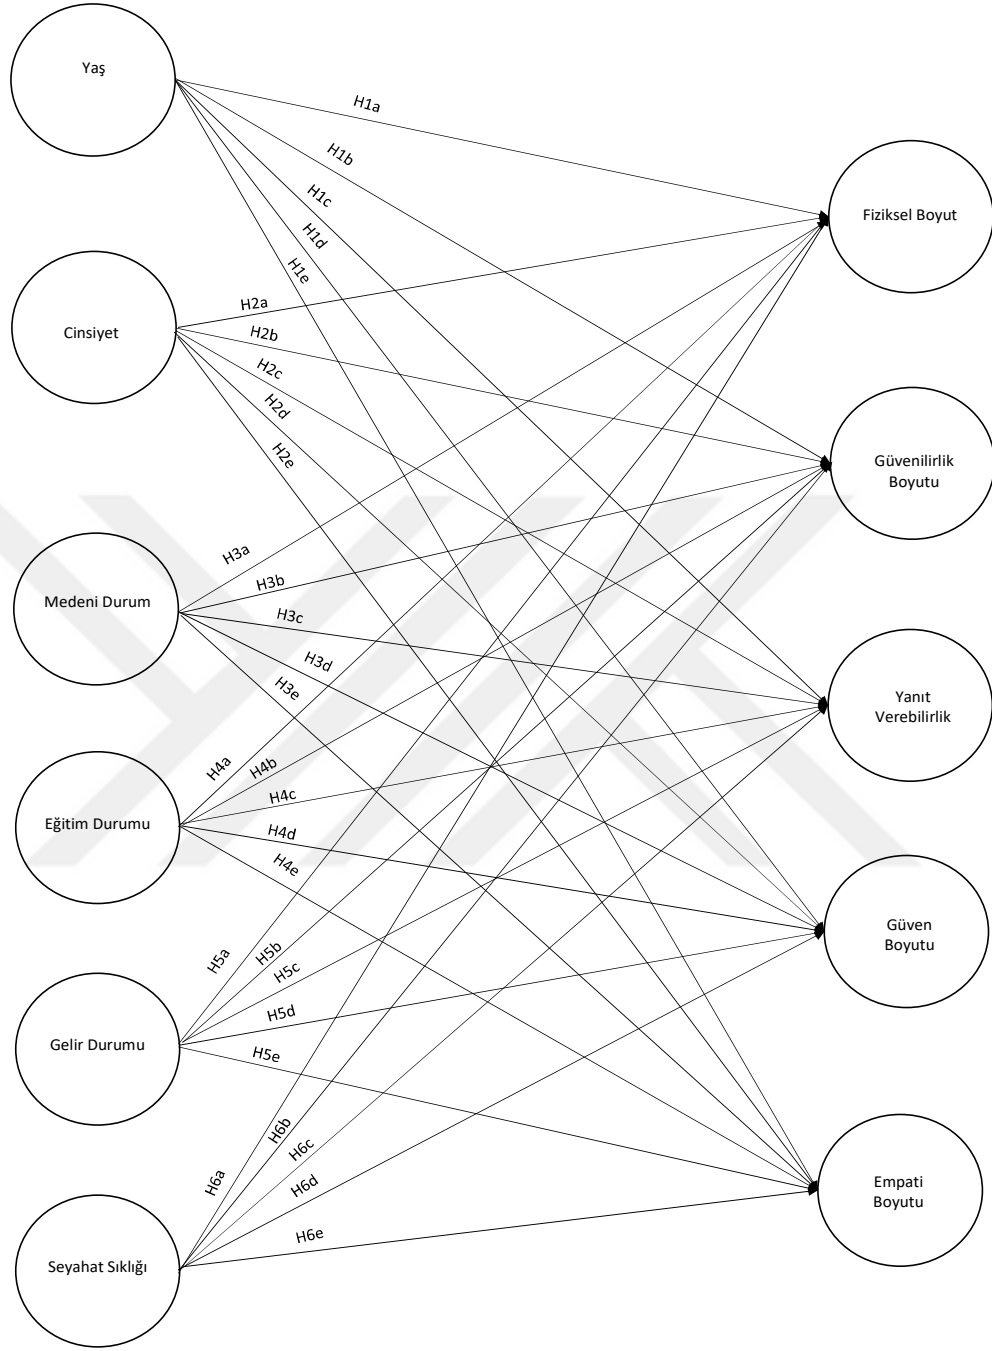 Yaş
H1a
H1b
H1c
H1d
H1e
Fiziksel Boyut
Cinsiyet
H2a
H2b
H2c
H2d
H2e
Güvenilirlik
Boyutu
Medeni Durum
H3a
H3b
H3c
H3d
H3e
Yanıt
Verebilirlik
Eğitim Durumu
H4a
H4b
H4c
H4d
H4e
Güven
Boyutu
Gelir Durumu
H5a
H5b
H5c
H5d
H5e
Empati
Boyutu
Seyahat Sıklığı
H6a
H6b
H6c
H6d
H6e